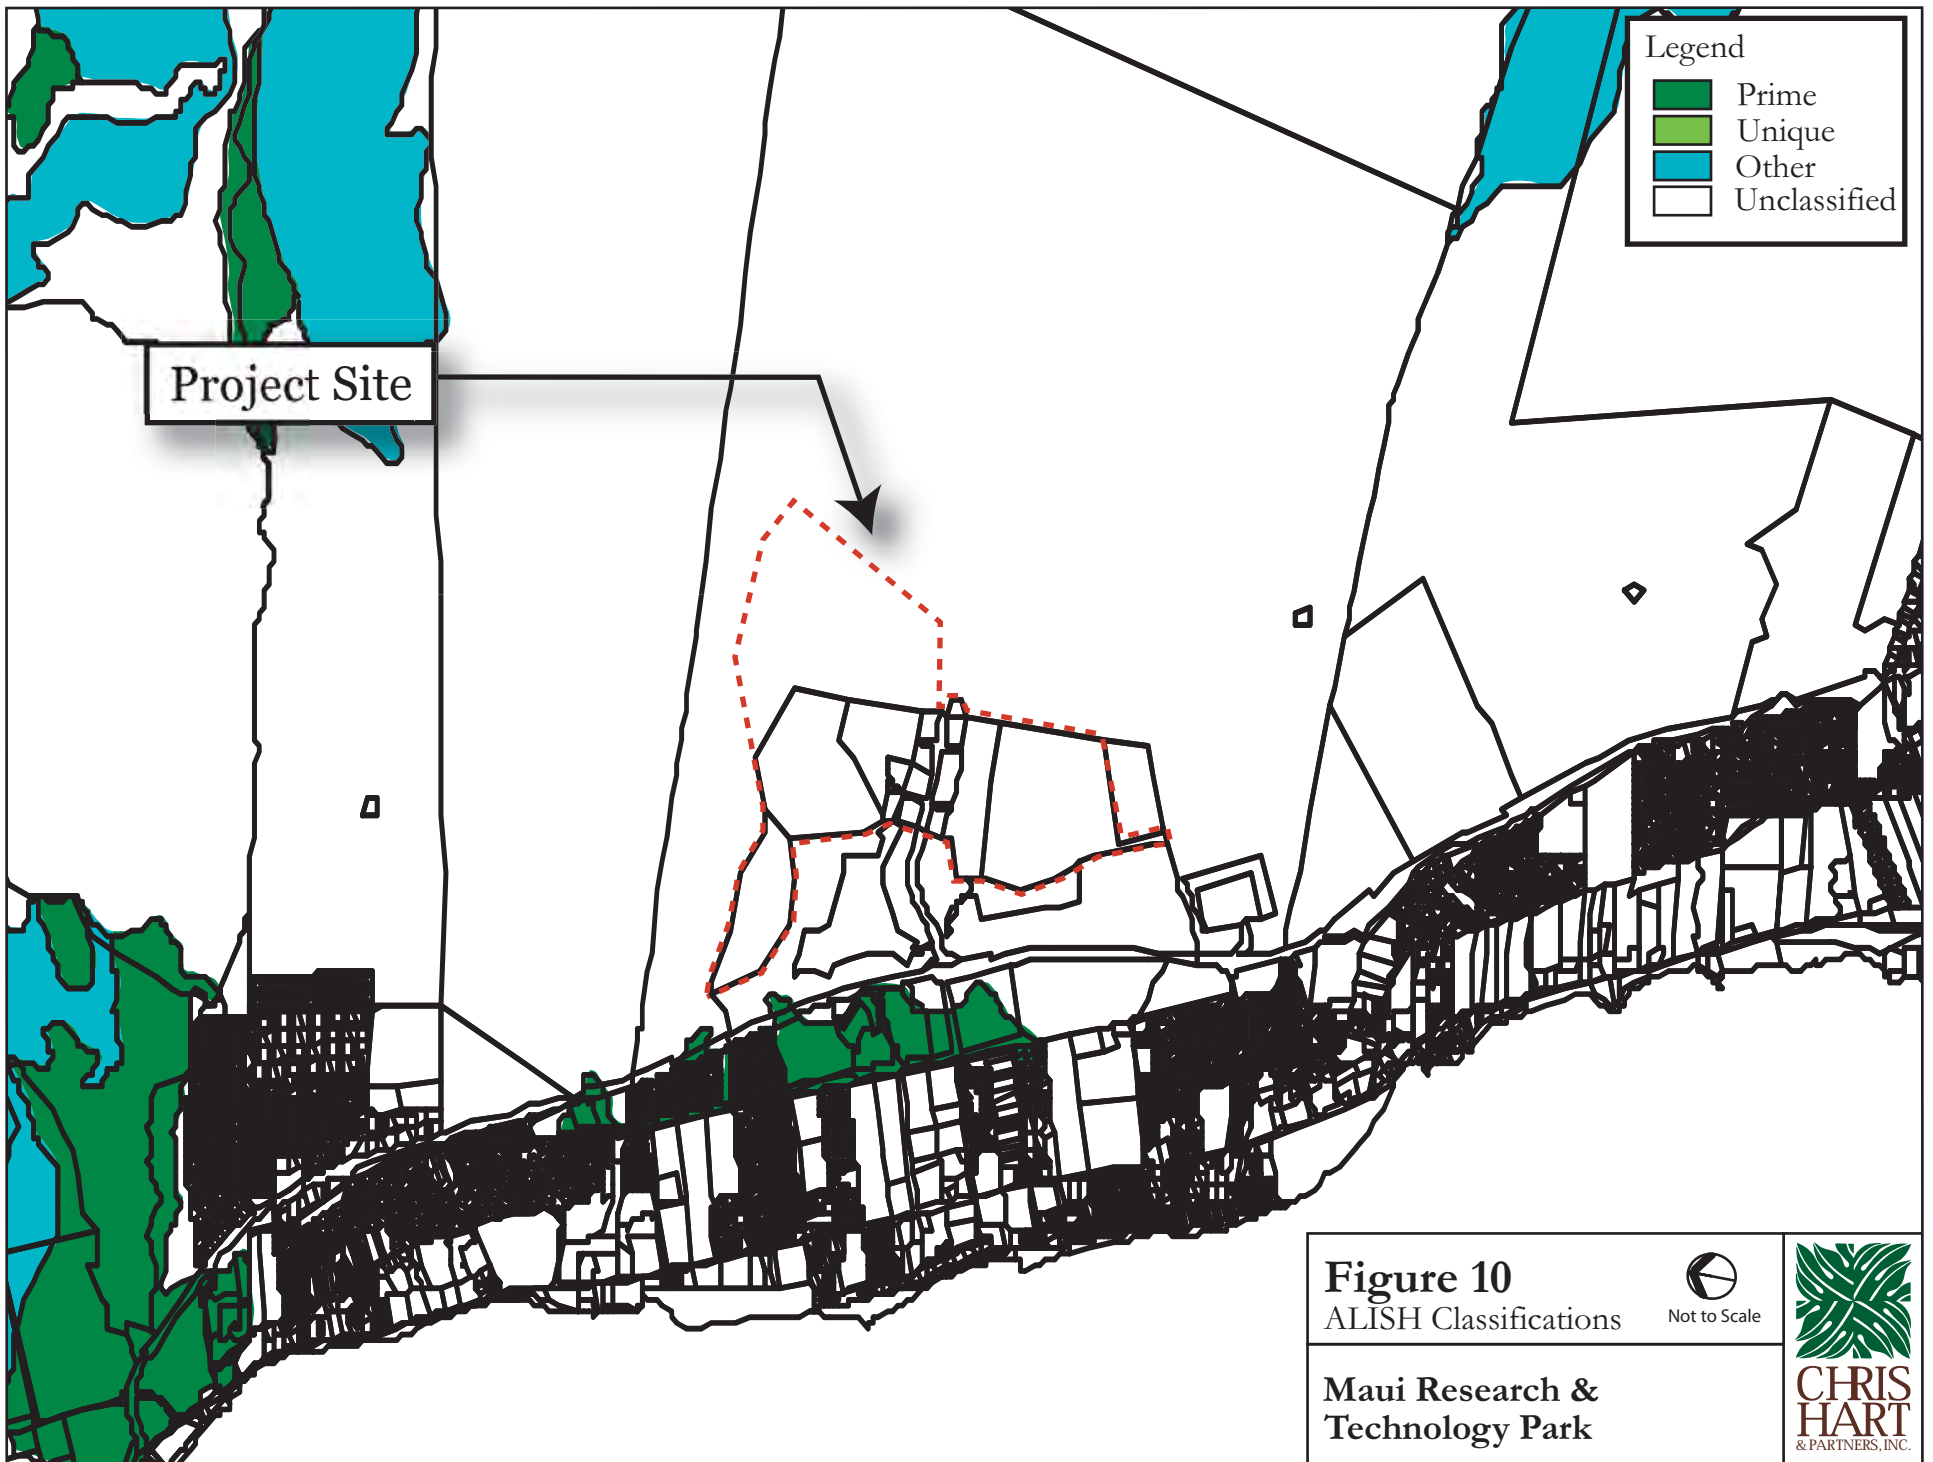 Legend
Prime
Unique
Other
Unclassified
Project Site
Figure 10
ALISH Classifications
Not to Scale
Maui Research &
Technology Park
CHRIS
HART
& PARTNERS, INC.